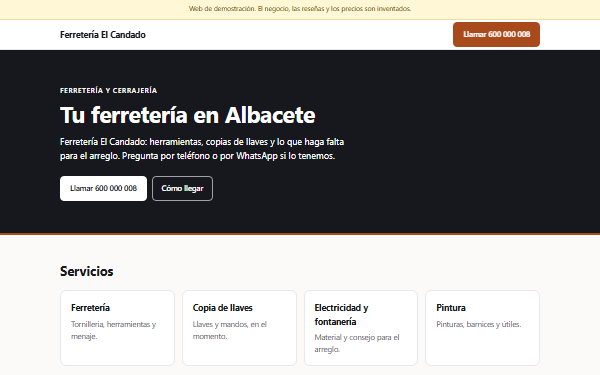 Web de demostración. El negocio, las reseñas y los precios son inventados.
Ferretería El Candado
Llamar 600 000 008
FERRETERÍA Y CERRAJERÍA
Tu ferretería en Albacete
Ferretería El Candado: herramientas, copias de llaves y lo que haga falta
para el arreglo. Pregunta por teléfono o por WhatsApp si lo tenemos.
Llamar 600 000 008
Cómo llegar
Servicios
Ferretería
Tornillería, herramientas y
menaje.
Copia de llaves
Llaves y mandos, en el
momento.
Electricidad y
fontanería
Material y consejo para el
arreglo.
Pintura
Pinturas, barnices y útiles.